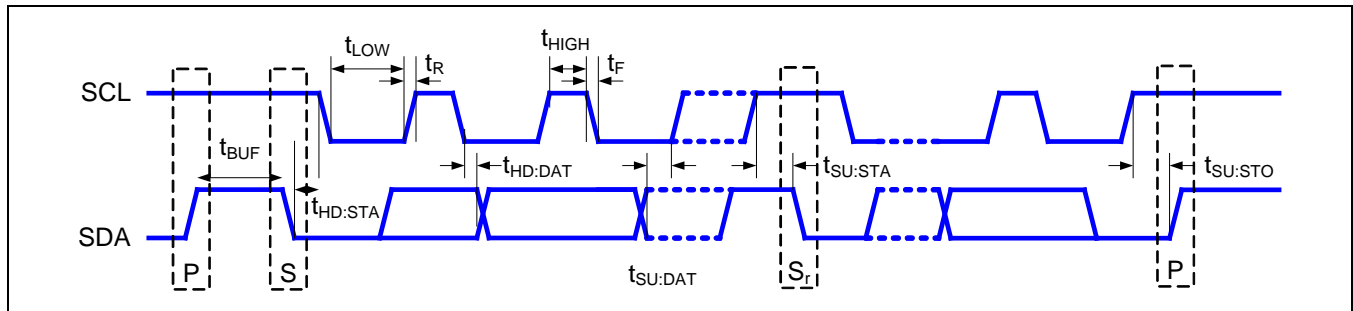 tLOW tHIGH
tR tF
SCL
tBUF tHD:DAT tSU:STA tSU:STO
tHD:STA
SDA
P S tSU:DAT Sr P